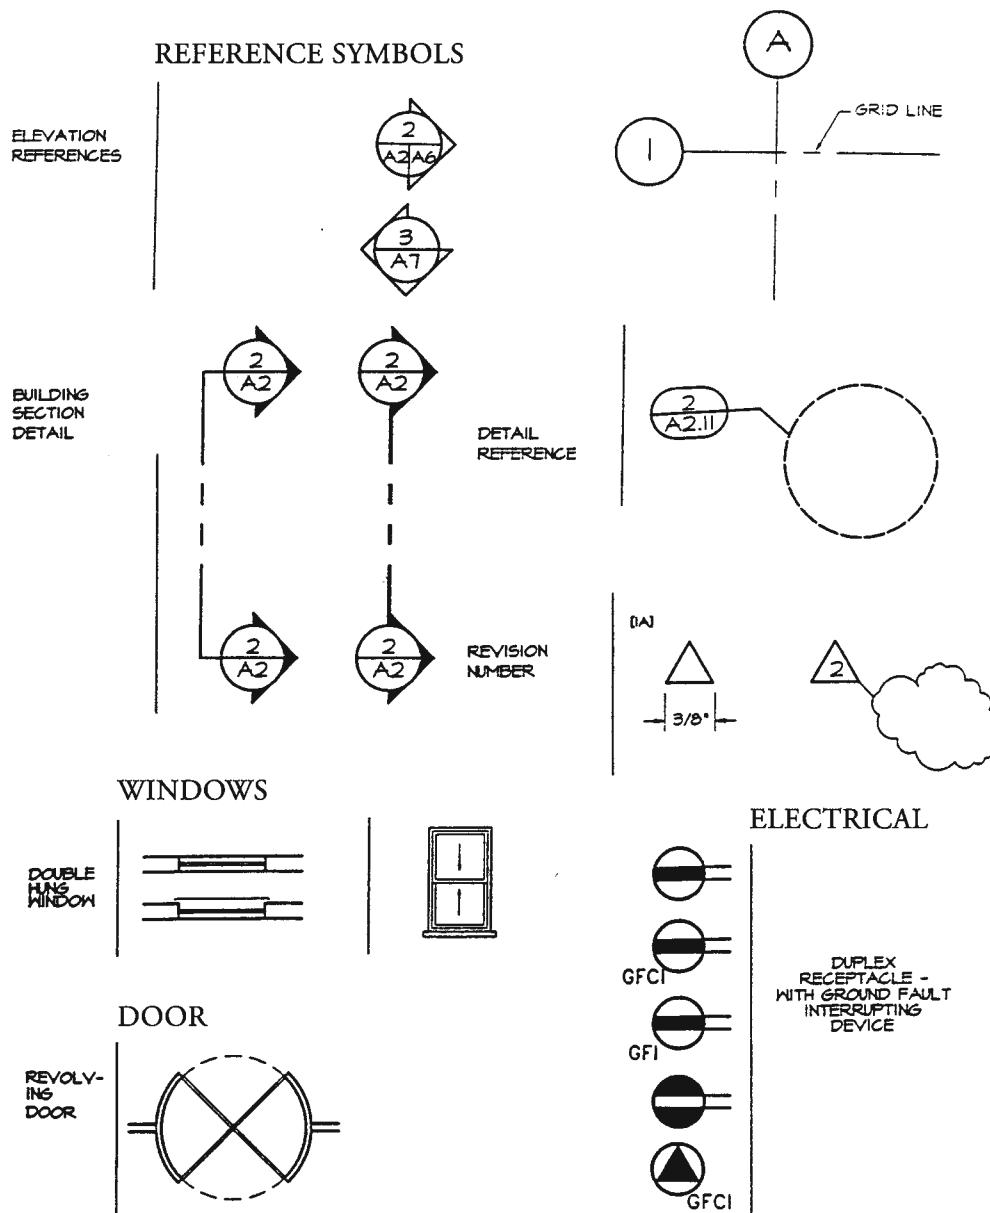 REFERENCE SYMBOLS
A
ELEVATION
REFERENCES
2
A2 A6
1
GRID LINE
3
A7
BUILDING
SECTION
DETAIL
2
A2
2
A2
DETAIL
REFERENCE
2
A2.11
2
A2
2
A2
REVISION
NUMBER
[1A]
3/8"
2
WINDOWS
DOUBLE
HUNG
WINDOW
ELECTRICAL
GFCI
GFI
GFCI
DUPLEX
RECEPTACLE -
WITH GROUND FAULT
INTERRUPTING
DEVICE
DOOR
REVOLV-
ING
DOOR